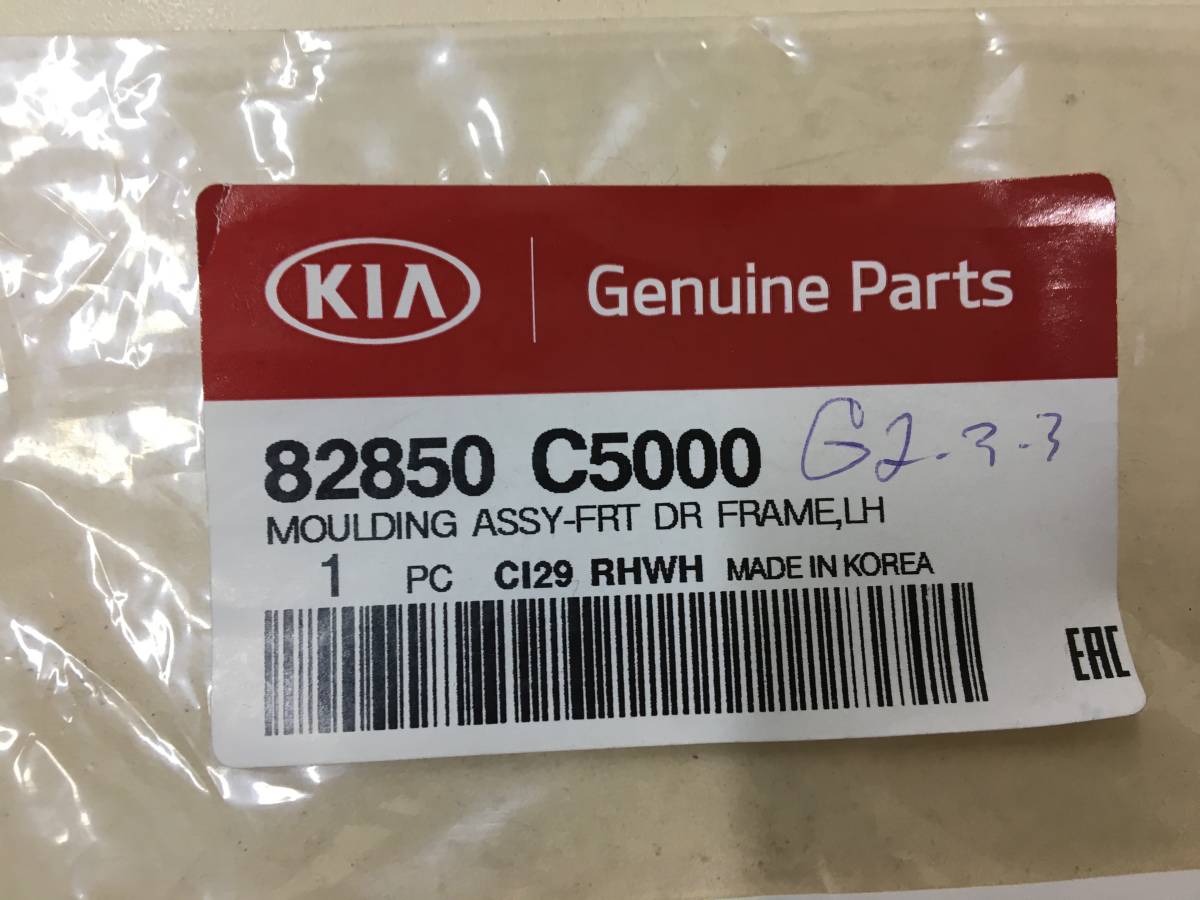 KIA Genuine Parts
82850 C5000 G2-3-3
MOULDING ASSY-FRT DR FRAME,LH
1 PC CI29 RHWH MADE IN KOREA
EAC